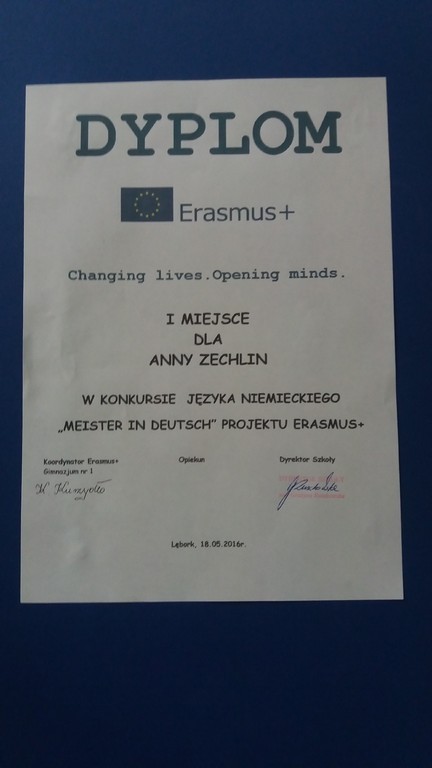 DYPLOM
Erasmus+
Changing lives.Opening minds.
I MIEJSCE
DLA
ANNY ZECHLIN
W KONKURSIE JĘZYKA NIEMIECKIEGO
„MEISTER IN DEUTSCH” PROJEKTU ERASMUS+
Koordynator Erasmus+ Opiekun Dyrektor Szkoły
Gimnazjum nr 1
Lębork, 18.05.2016r.